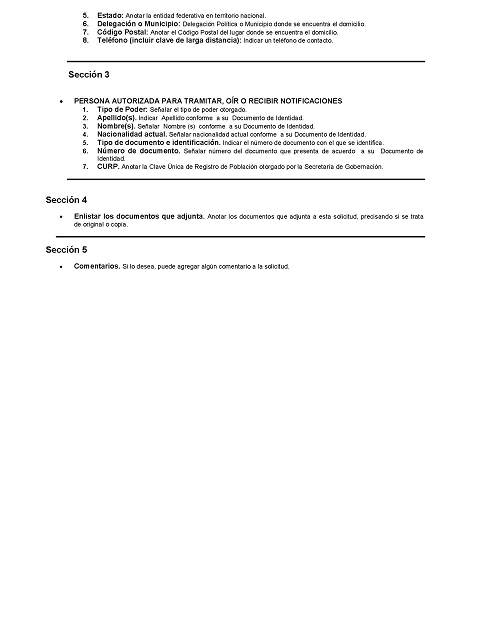 5. Estado: Anotar la entidad federativa en territorio nacional.
6. Delegación o Municipio: Delegación Política o Municipio donde se encuentra el domicilio.
7. Código Postal: Anotar el Código Postal del lugar donde se encuentra el domicilio.
8. Teléfono (incluir clave de larga distancia): Indicar un teléfono de contacto.
Sección 3
• PERSONA AUTORIZADA PARA TRAMITAR, OÍR O RECIBIR NOTIFICACIONES
1. Tipo de Poder: Señalar el tipo de poder otorgado.
2. Apellido(s). Indicar Apellido conforme a su Documento de Identidad.
3. Nombre(s). Señalar Nombre (s) conforme a su Documento de Identidad.
4. Nacionalidad actual. Señalar nacionalidad actual conforme a su Documento de Identidad.
5. Tipo de documento e identificación. Indicar el número de documento con el que se identifica.
6. Número de documento. Señalar número del documento que presenta de acuerdo a su Documento de
Identidad.
7. CURP. Anotar la Clave Única de Registro de Población otorgado por la Secretaría de Gobernación.
Sección 4
• Enlistar los documentos que adjunta. Anotar los documentos que adjunta a esta solicitud, precisando si se trata
de original o copia.
Sección 5
• Comentarios. Si lo desea, puede agregar algún comentario a la solicitud.